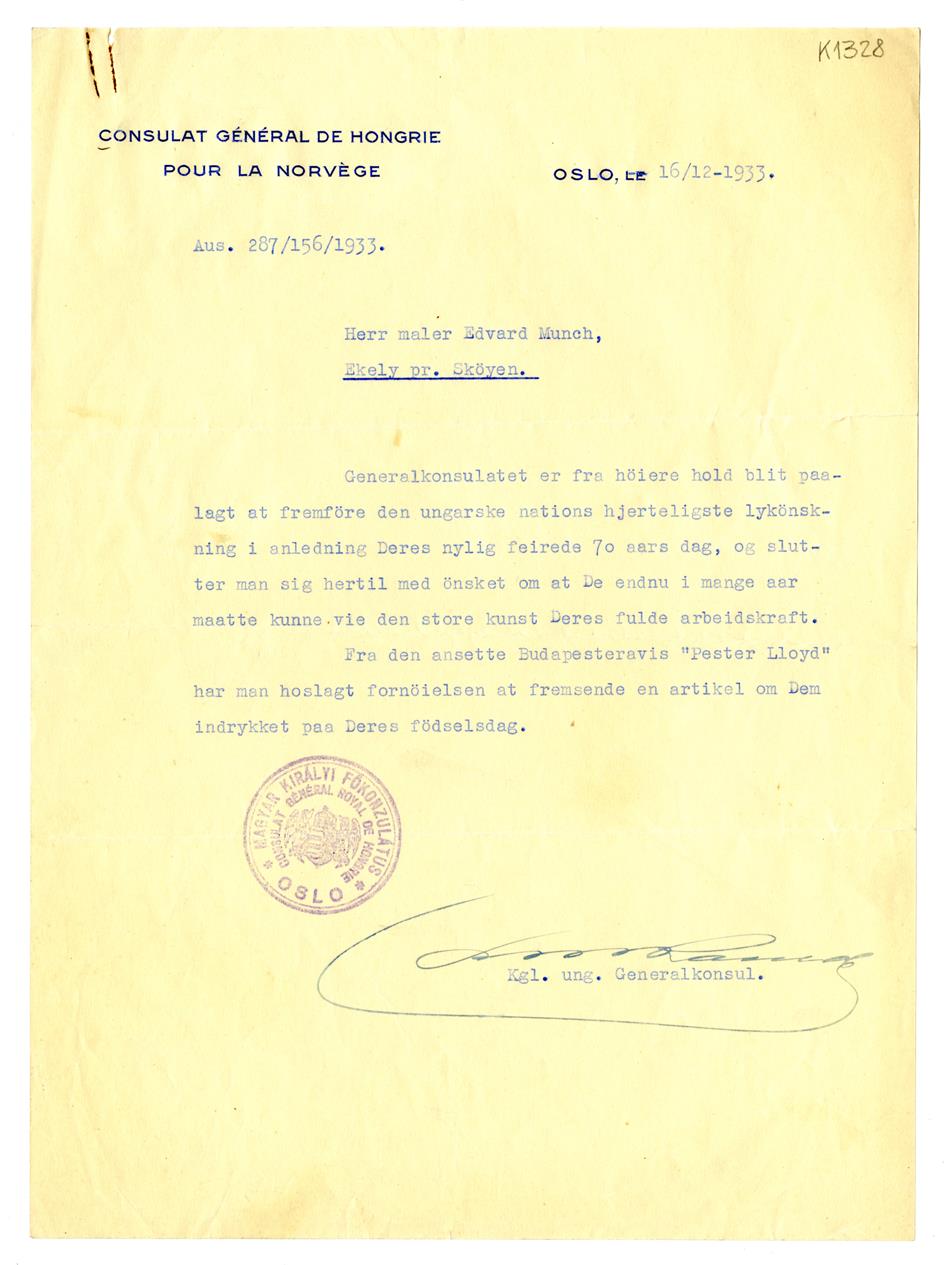 K1328
CONSULAT GÉNÉRAL DE HONGRIE
POUR LA NORVÈGE
OSLO, LE 16/12-1933.
Aus. 287/156/1933.
Herr maler Edvard Munch,
Ekely pr. Sköyen.
Generalkonsulatet er fra höiere hold blit paa-
lagt at fremföre den ungarske nations hjerteligste lykönsk-
ning i anledning Deres nylig feirede 7o aars dag, og slut-
ter man sig hertil med önsket om at De endnu i mange aar
maatte kunne vie den store kunst Deres fulde arbeidskraft.
Fra den ansette Budapesteravis "Pester Lloyd"
har man hoslagt fornöielsen at fremsende en artikel om Dem
indrykket paa Deres födselsdag.
MAGYAR KIRÁLYI FŐKONZULÁTUS
CONSULAT GÉNÉRAL ROYAL DE HONGRIE
* OSLO *
Kgl. ung. Generalkonsul.